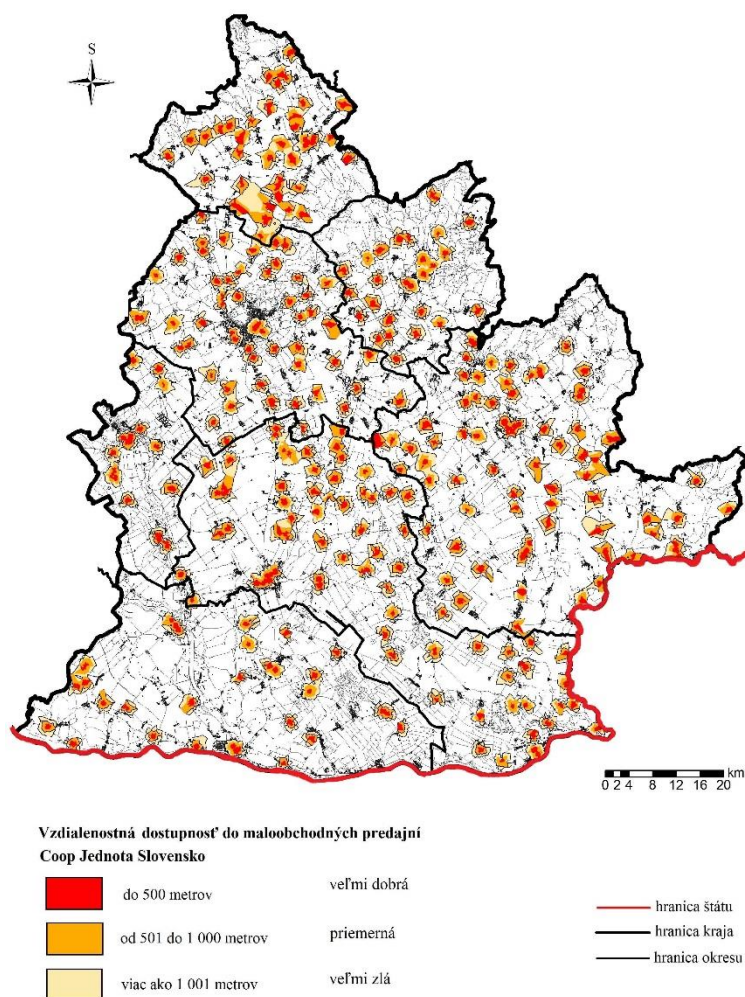 S
km
0 2 4 8 12 16 20
Vzdialenostná dostupnosť do maloobchodných predajní
Coop Jednota Slovensko
do 500 metrov veľmi dobrá
od 501 do 1 000 metrov priemerná
viac ako 1 001 metrov veľmi zlá
hranica štátu
hranica kraja
hranica okresu